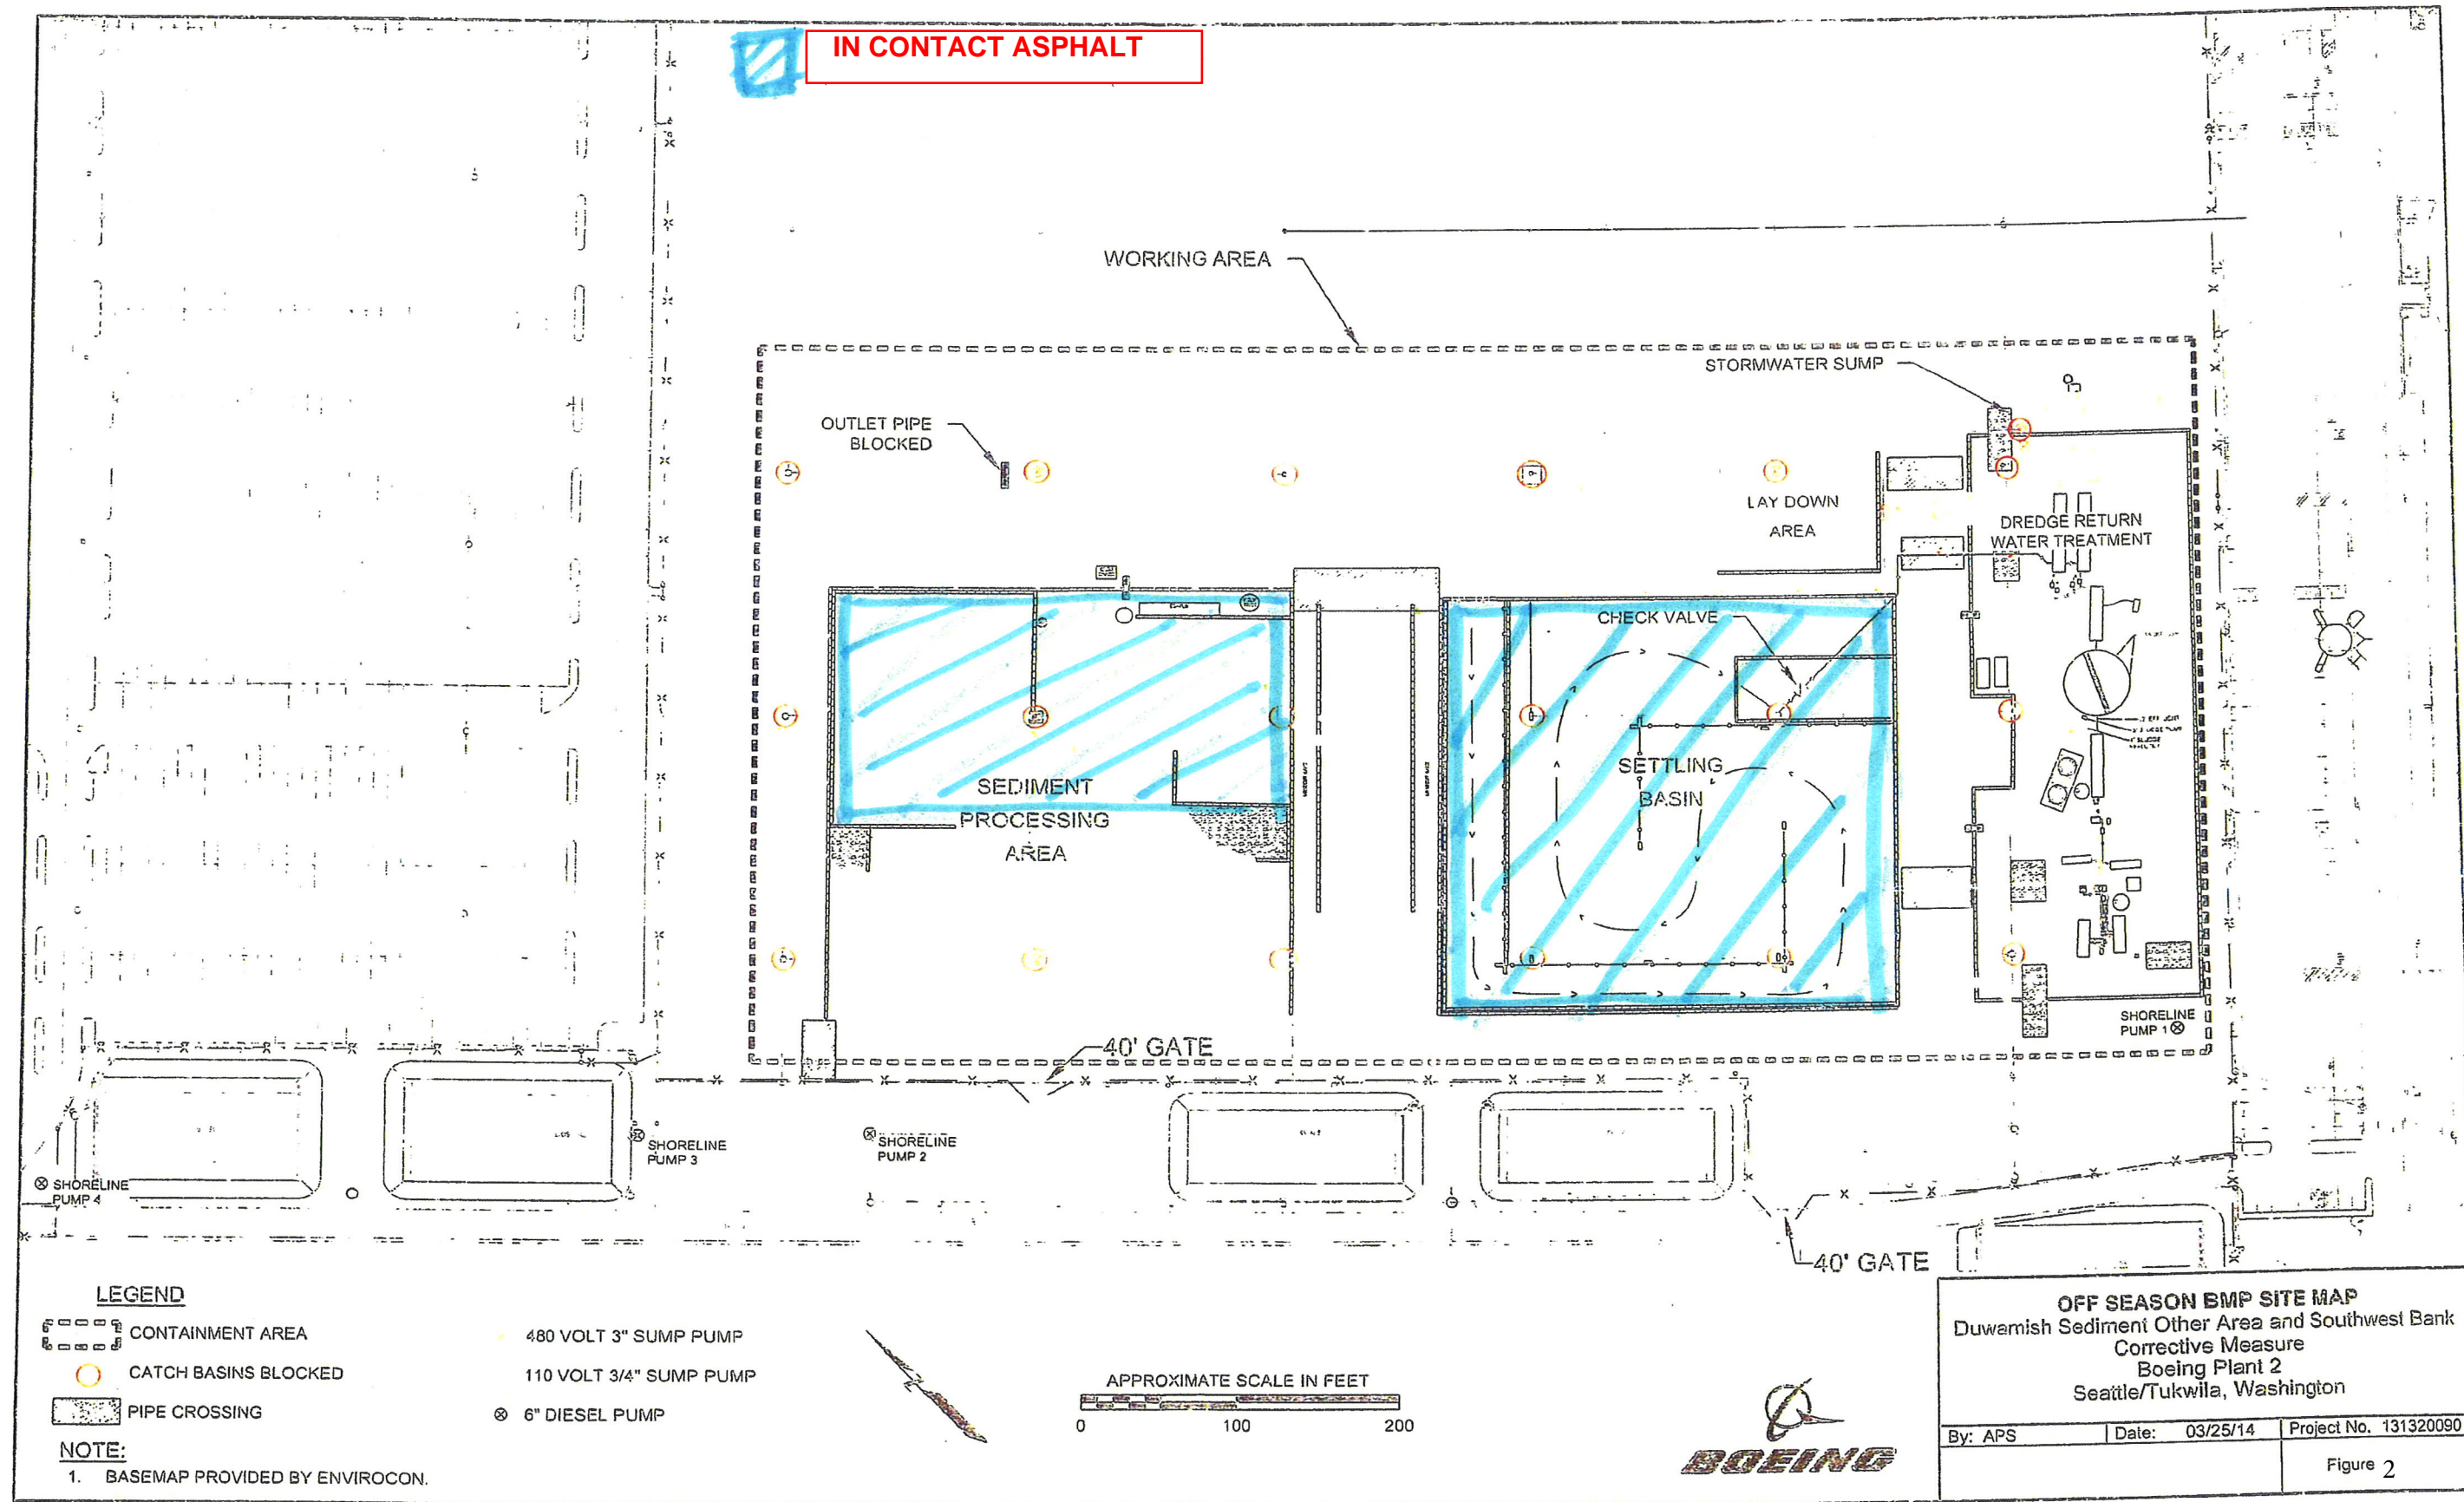 IN CONTACT ASPHALT
WORKING AREA
STORMWATER SUMP
OUTLET PIPE
BLOCKED
LAY DOWN
AREA
DREDGE RETURN
WATER TREATMENT
CHECK VALVE
SEDIMENT
PROCESSING
AREA
SETTLING
BASIN
SHORELINE
PUMP 1
40' GATE
SHORELINE
PUMP 2
SHORELINE
PUMP 3
SHORELINE
PUMP 4
40' GATE
LEGEND
CONTAINMENT AREA
CATCH BASINS BLOCKED
PIPE CROSSING
480 VOLT 3" SUMP PUMP
110 VOLT 3/4" SUMP PUMP
6" DIESEL PUMP
NOTE:
1. BASEMAP PROVIDED BY ENVIROCON.
APPROXIMATE SCALE IN FEET
0 100 200
BOEING
OFF SEASON BMP SITE MAP
Duwamish Sediment Other Area and Southwest Bank
Corrective Measure
Boeing Plant 2
Seattle/Tukwila, Washington
By: APS Date: 03/25/14 Project No. 131320090
Figure 2